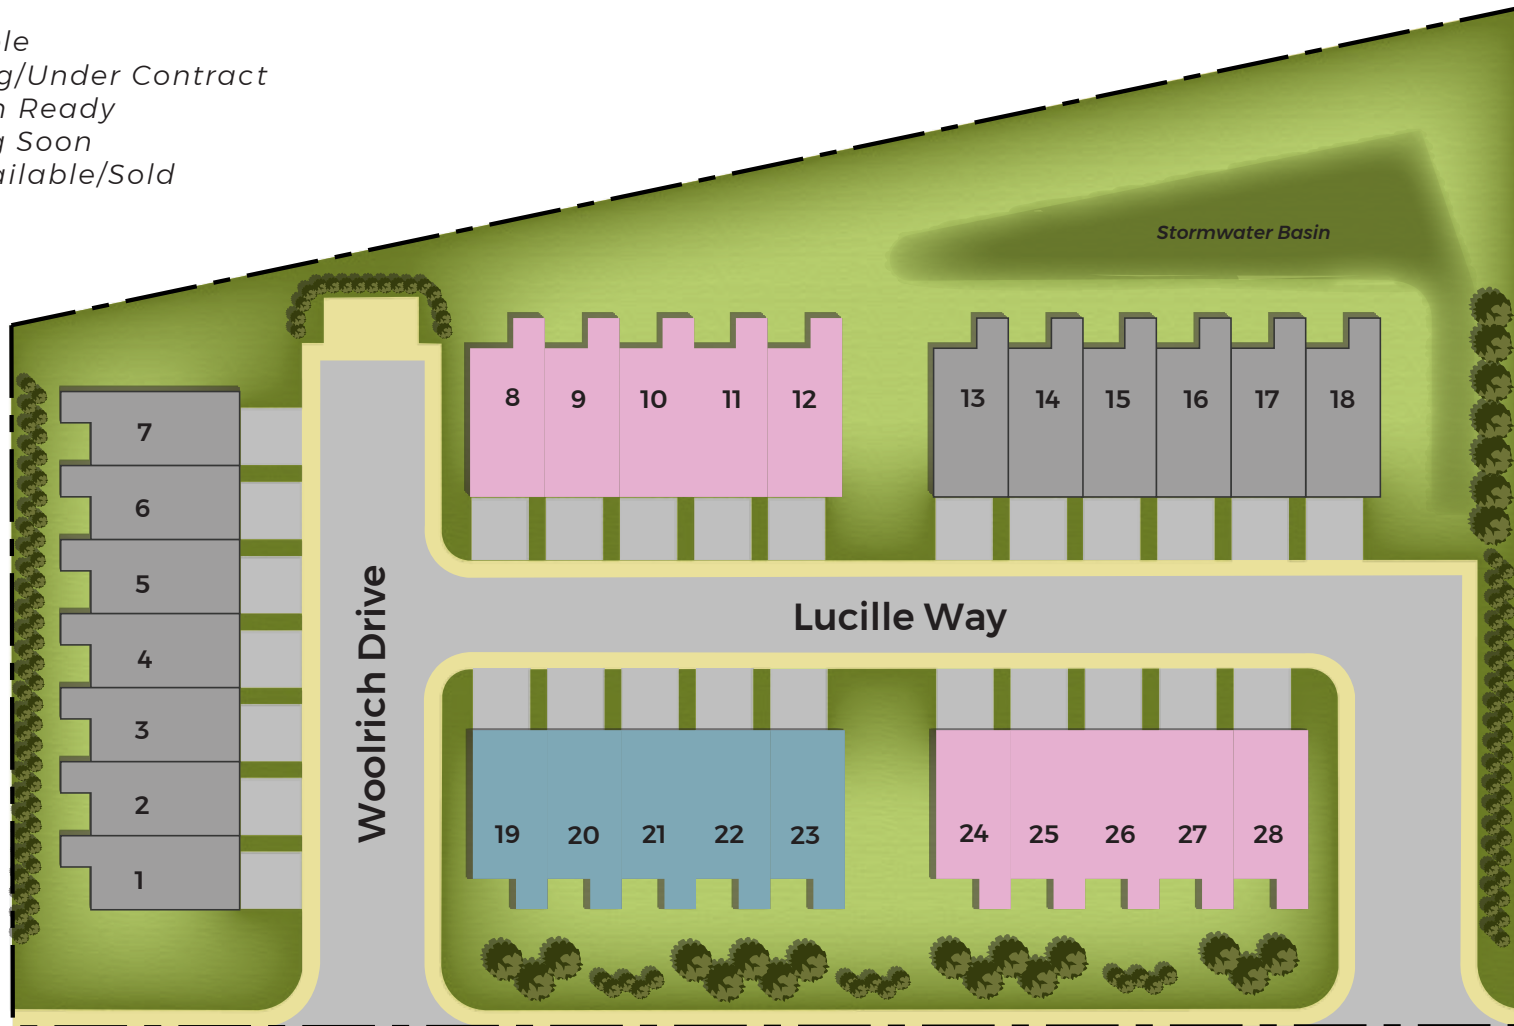 le
g/Under Contract
n Ready
g Soon
ailable/Sold
Stormwater Basin
8 9 10 11 12
13 14 15 16 17 18
7
6
5
4
3
2
1
Woolrich Drive
Lucille Way
19 20 21 22 23
24 25 26 27 28